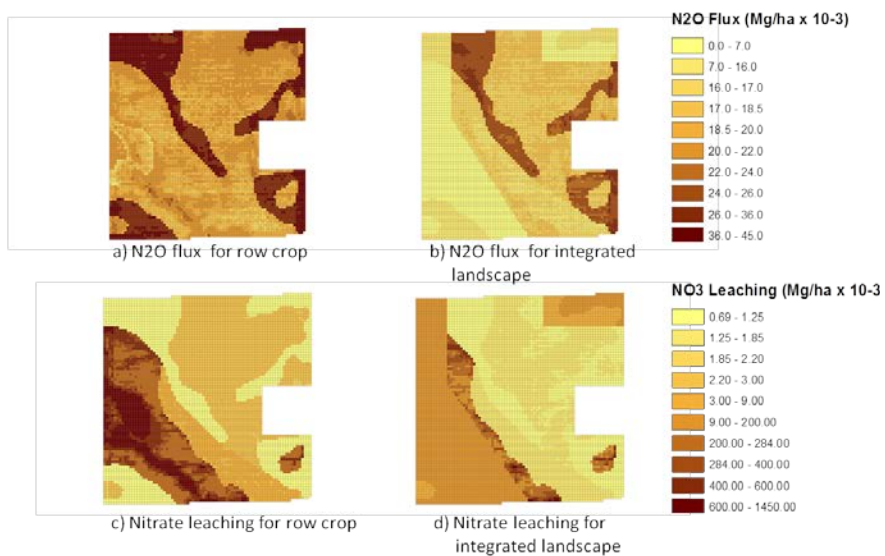 N2O Flux (Mg/ha x 10-3)
0.0 - 7.0
7.0 - 16.0
16.0 - 17.0
17.0 - 18.5
18.5 - 20.0
20.0 - 22.0
22.0 - 24.0
24.0 - 26.0
26.0 - 36.0
36.0 - 45.0
a) N2O flux for row crop
b) N2O flux for integrated
landscape
NO3 Leaching (Mg/ha x 10-3
0.69 - 1.25
1.25 - 1.85
1.85 - 2.20
2.20 - 3.00
3.00 - 9.00
9.00 - 200.00
200.00 - 284.00
284.00 - 400.00
400.00 - 600.00
600.00 - 1450.00
c) Nitrate leaching for row crop
d) Nitrate leaching for
integrated landscape